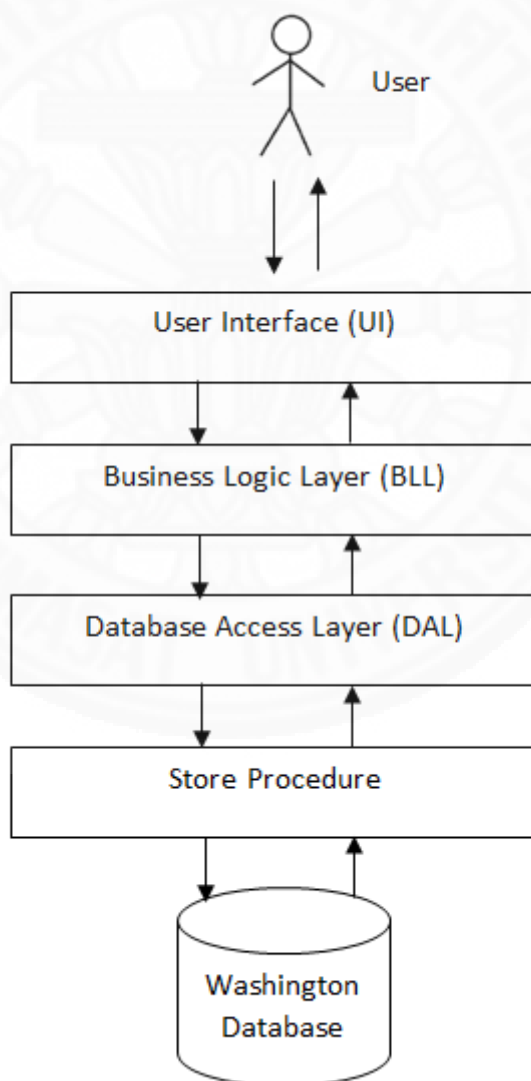 User
User Interface (UI)
Business Logic Layer (BLL)
Database Access Layer (DAL)
Store Procedure
Washington
Database